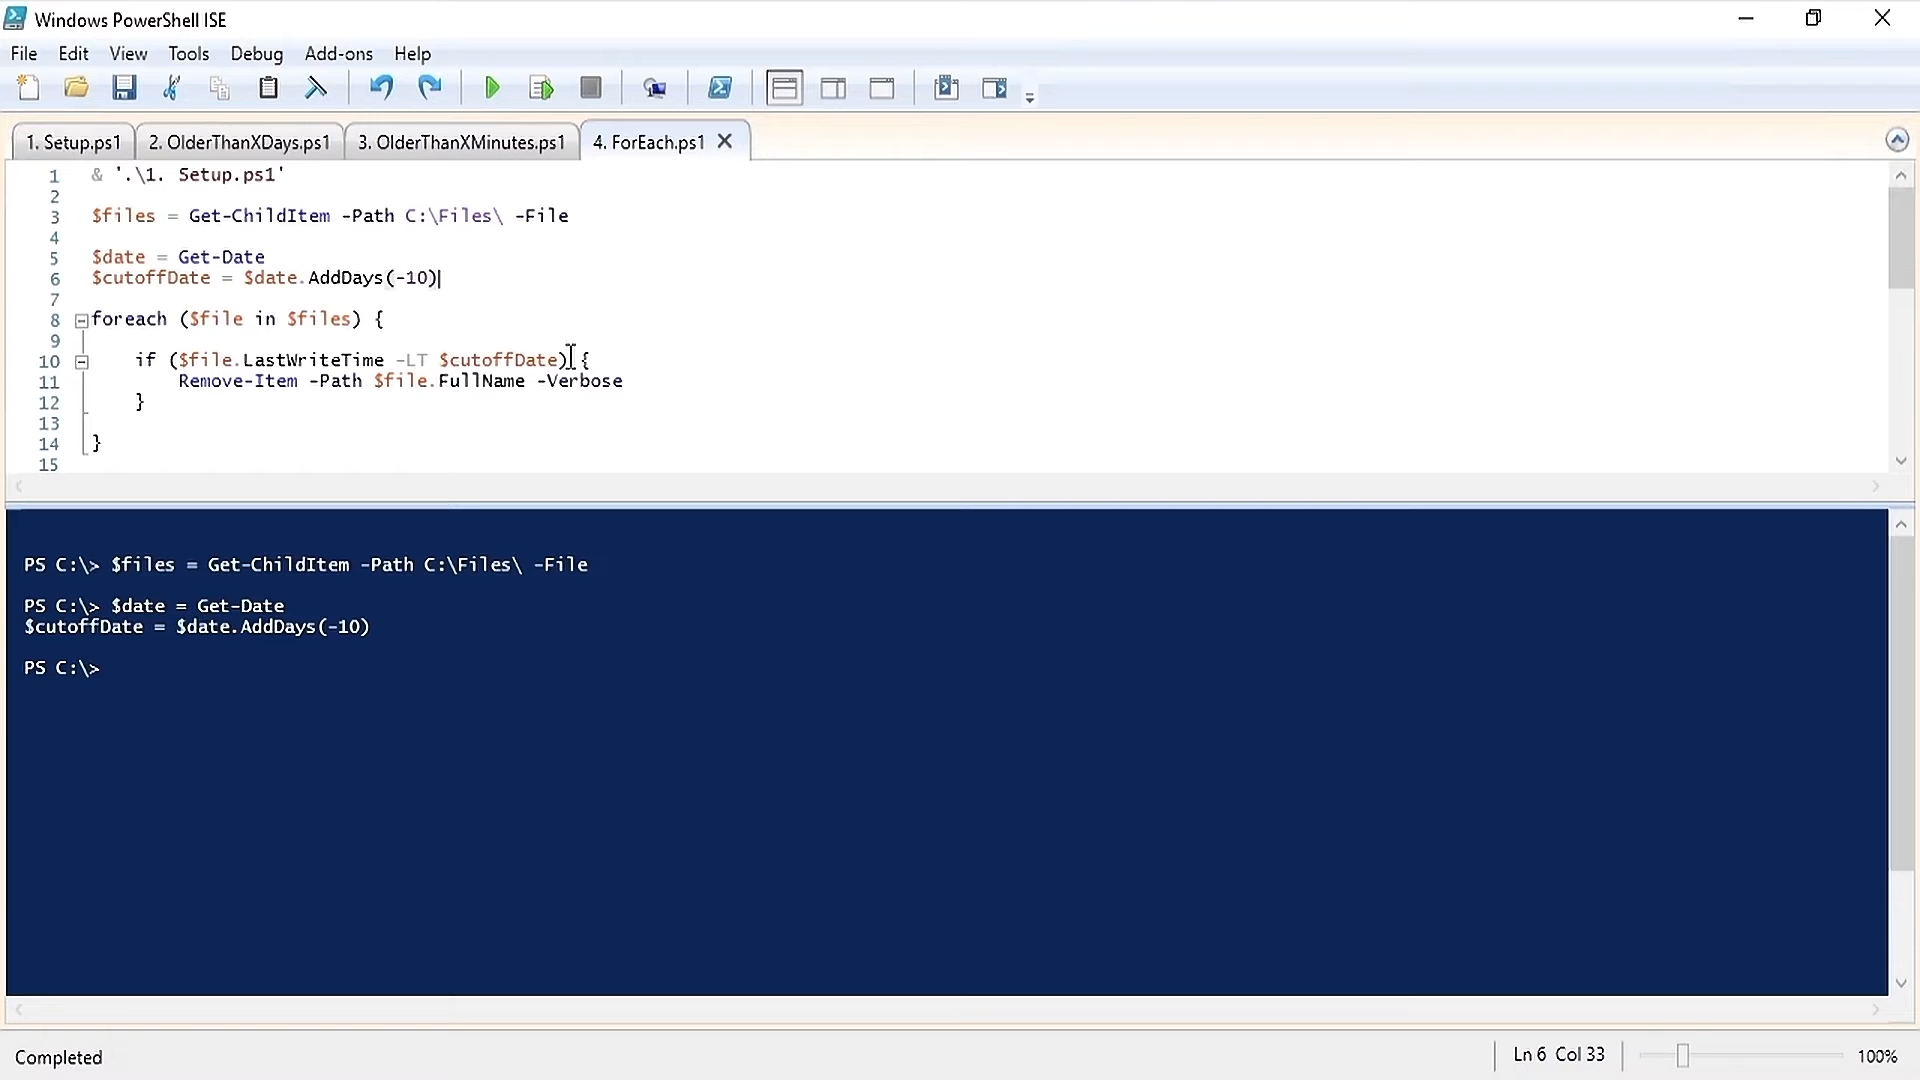 Windows PowerShell ISE
File Edit View Tools Debug Add-ons Help
1. Setup.ps1 2. OlderThanXDays.ps1 3. OlderThanXMinutes.ps1 4. ForEach.ps1
1 & '.\1. Setup.ps1'
2
3 $files = Get-ChildItem -Path C:\Files\ -File
4
5 $date = Get-Date
6 $cutoffDate = $date.AddDays(-10)
7
8 foreach ($file in $files) {
9
10 if ($file.LastWriteTime -LT $cutoffDate) {
11 Remove-Item -Path $file.FullName -Verbose
12 }
13
14 }
15
PS C:\> $files = Get-ChildItem -Path C:\Files\ -File
PS C:\> $date = Get-Date
$cutoffDate = $date.AddDays(-10)
PS C:\>
Completed
Ln 6 Col 33
100%